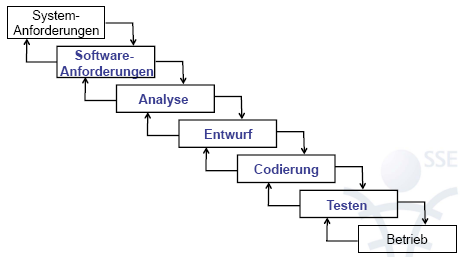 System-
Anforderungen
Software-
Anforderungen
Analyse
Entwurf
SSE
Codierung
Testen
Betrieb